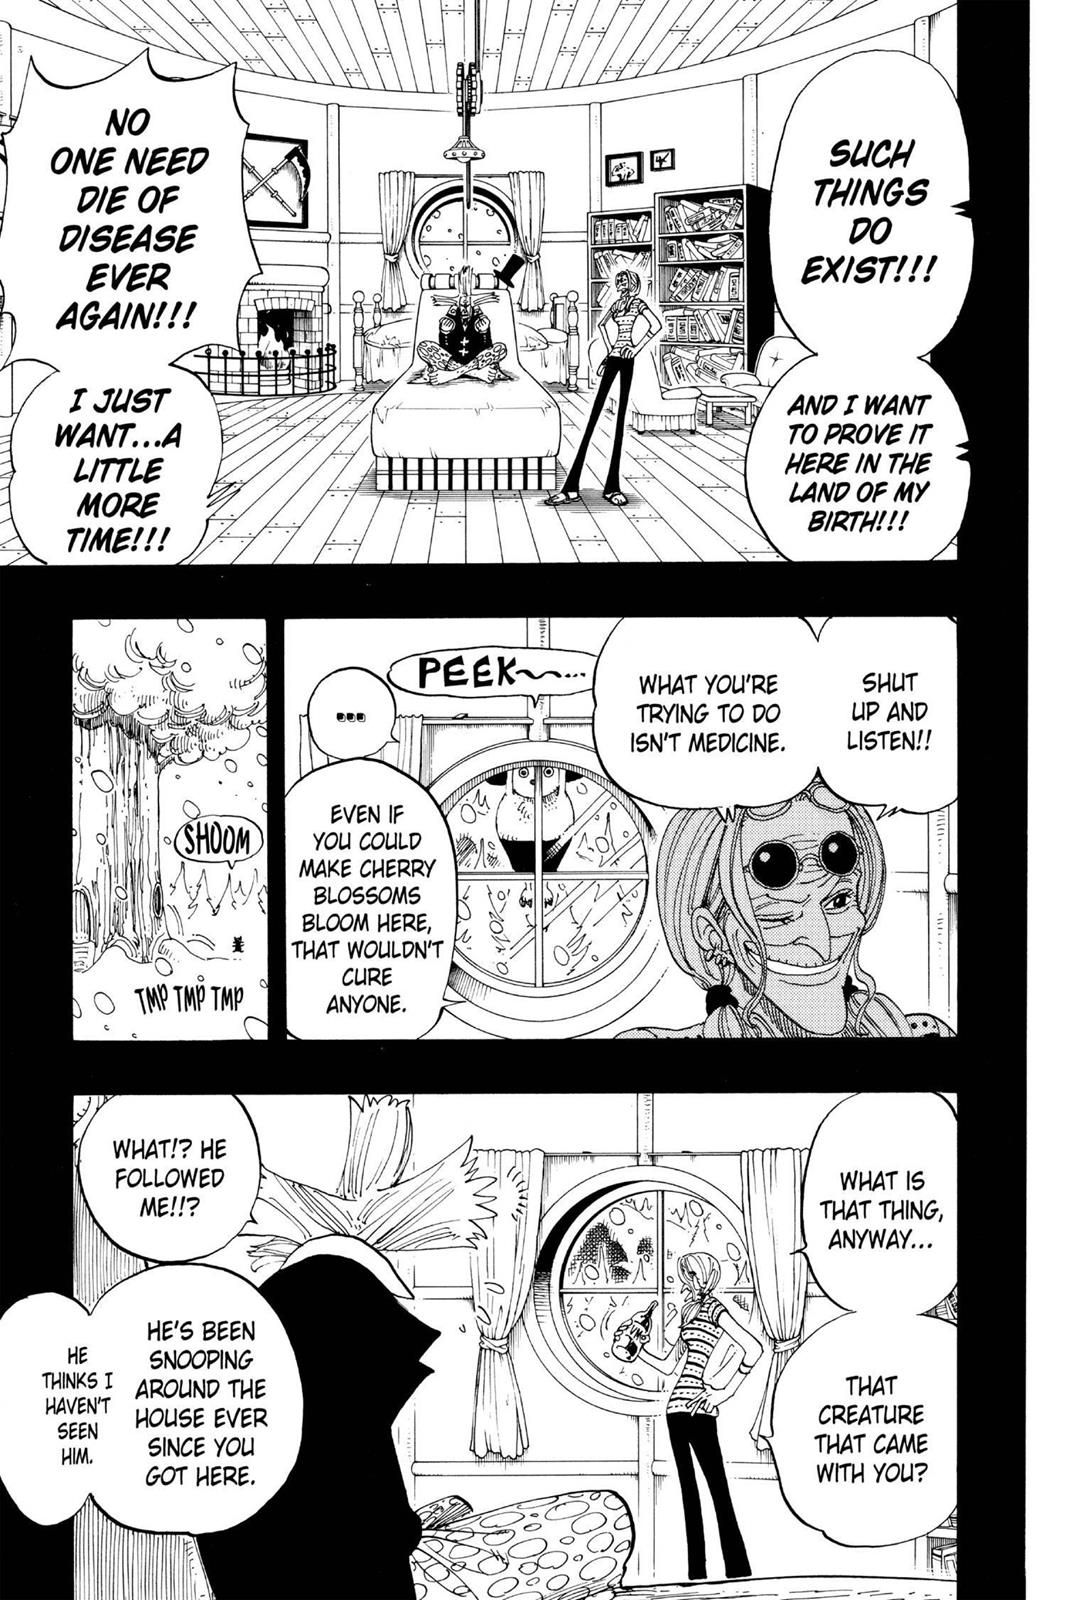 SUCH
THINGS
DO
EXIST!!!
AND I WANT
TO PROVE IT
HERE IN THE
LAND OF MY
BIRTH!!!
NO
ONE NEED
DIE OF
DISEASE
EVER
AGAIN!!!
I JUST
WANT...A
LITTLE
MORE
TIME!!!
SHUT
UP AND
LISTEN!!
WHAT YOU'RE
TRYING TO DO
ISN'T MEDICINE.
PEEK~~...
...
EVEN IF
YOU COULD
MAKE CHERRY
BLOSSOMS
BLOOM HERE,
THAT WOULDN'T
CURE
ANYONE.
SHOOM
TMP TMP TMP
WHAT IS
THAT THING,
ANYWAY...
THAT
CREATURE
THAT CAME
WITH YOU?
WHAT!? HE
FOLLOWED
ME!!?
HE'S BEEN
SNOOPING
AROUND THE
HOUSE EVER
SINCE YOU
GOT HERE.
HE
THINKS I
HAVEN'T
SEEN
HIM.